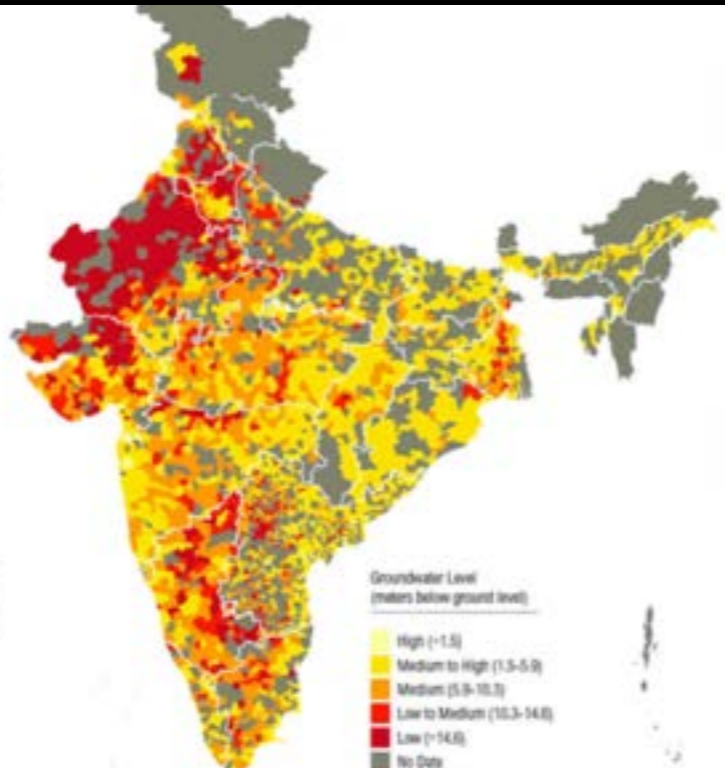 Groundwater Level
(meters below ground level)
High (<1.5)
Medium to High (1.5-5.9)
Medium (5.9-10.3)
Low to Medium (10.3-14.6)
Low (>14.6)
No Data